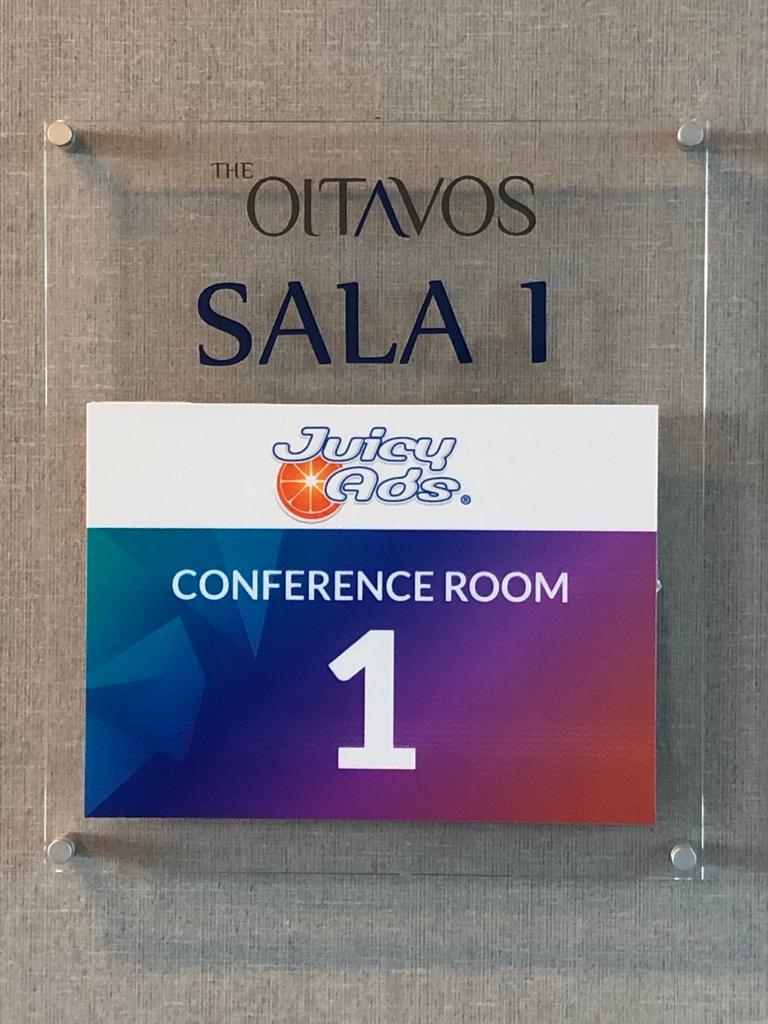 THE OITAVOS
SALA 1
Juicy
Ads®
CONFERENCE ROOM
1